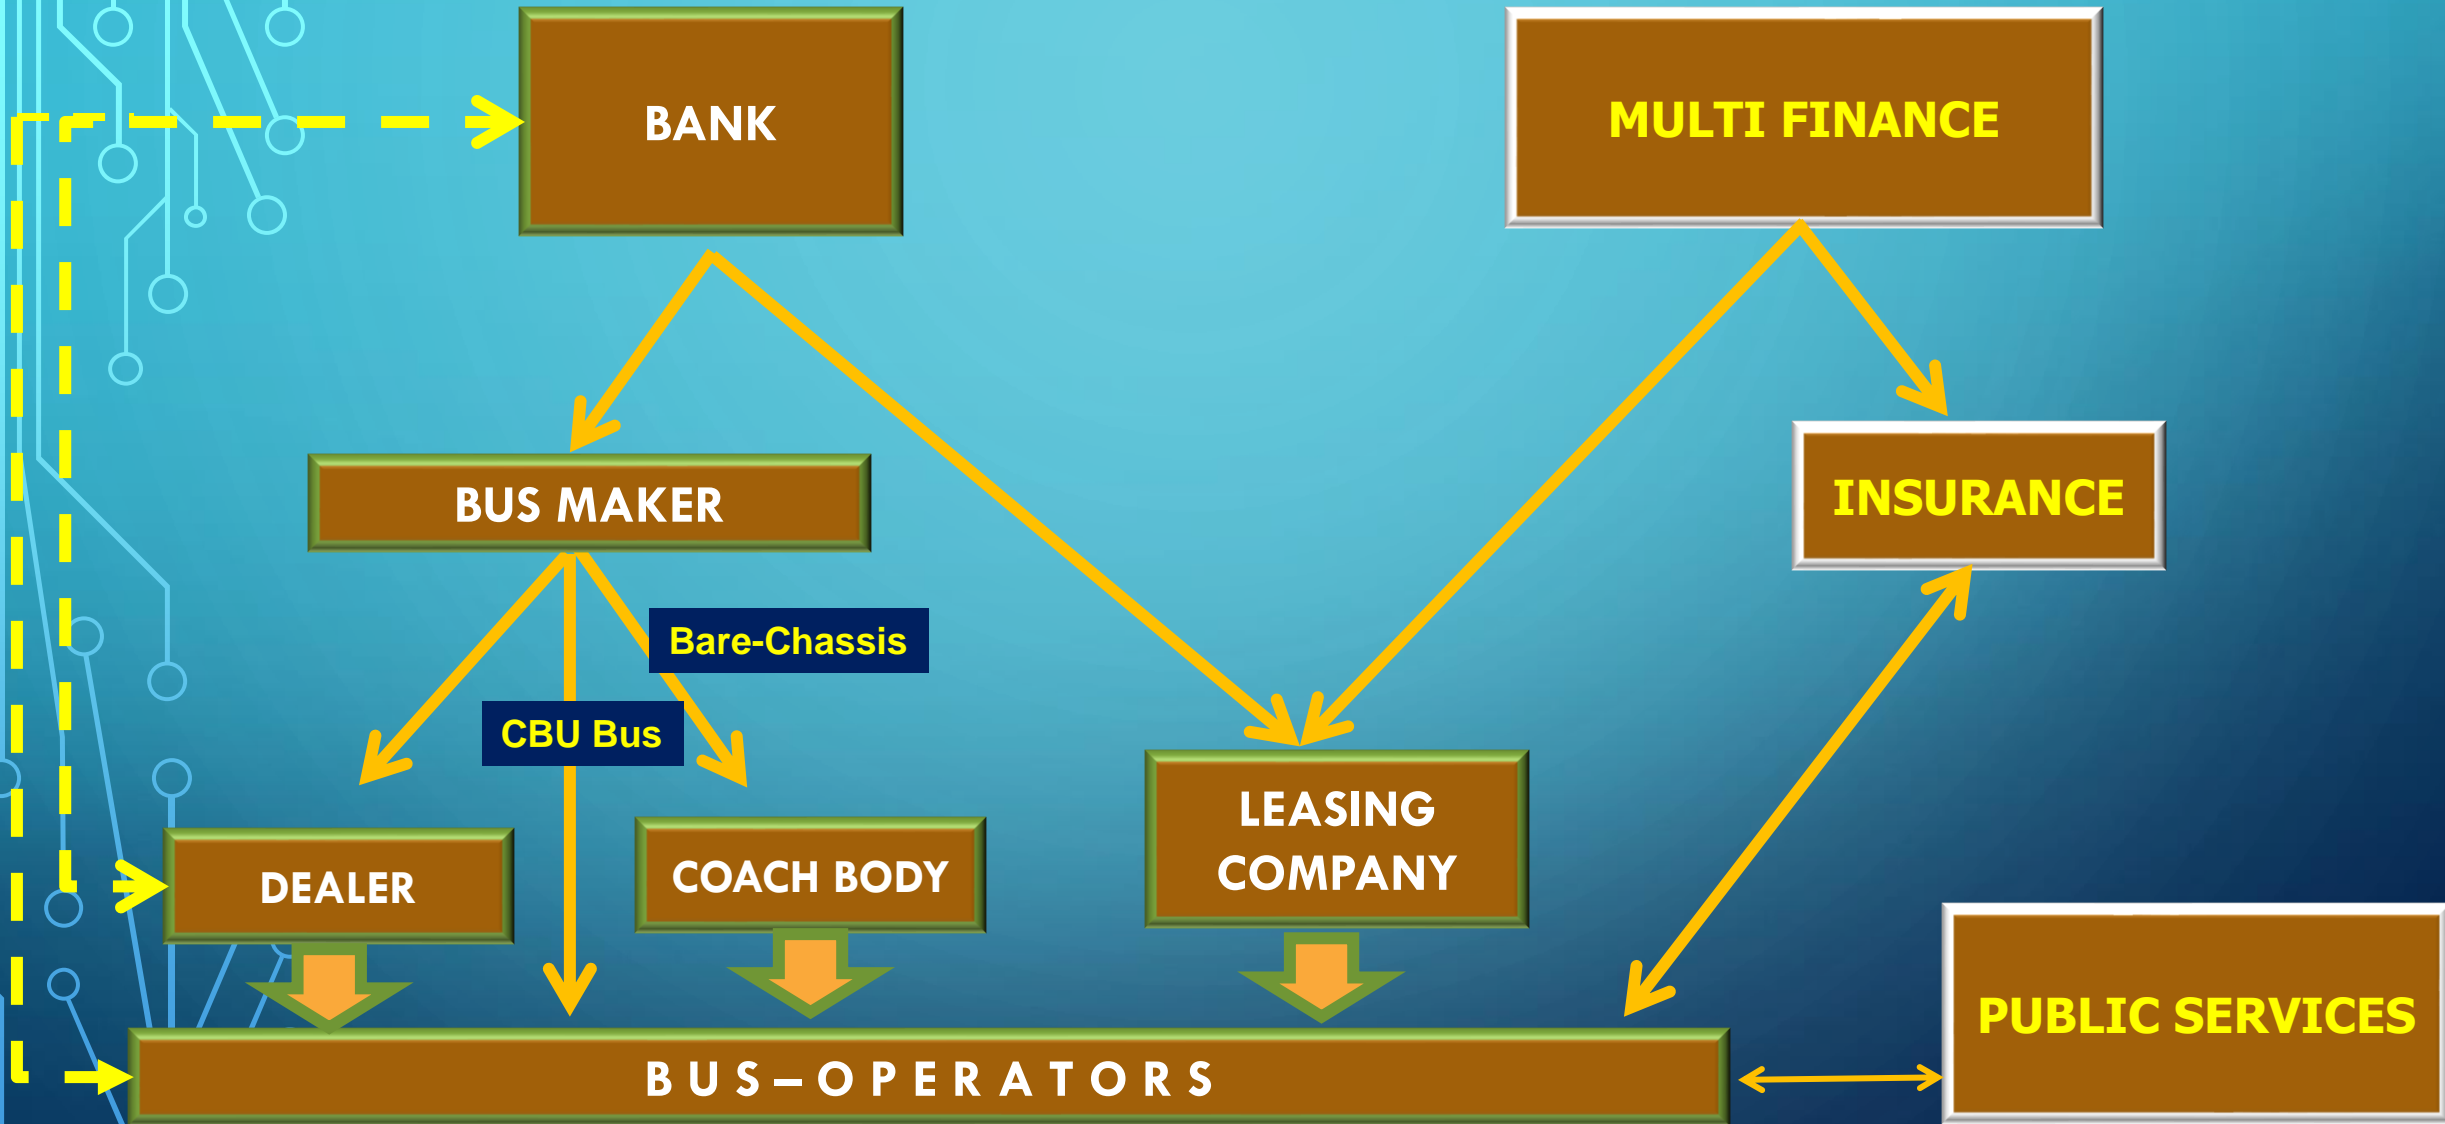 BANK
MULTI FINANCE
BUS MAKER
INSURANCE
Bare-Chassis
CBU Bus
DEALER
COACH BODY
LEASING
COMPANY
PUBLIC SERVICES
BUS–OPERATORS